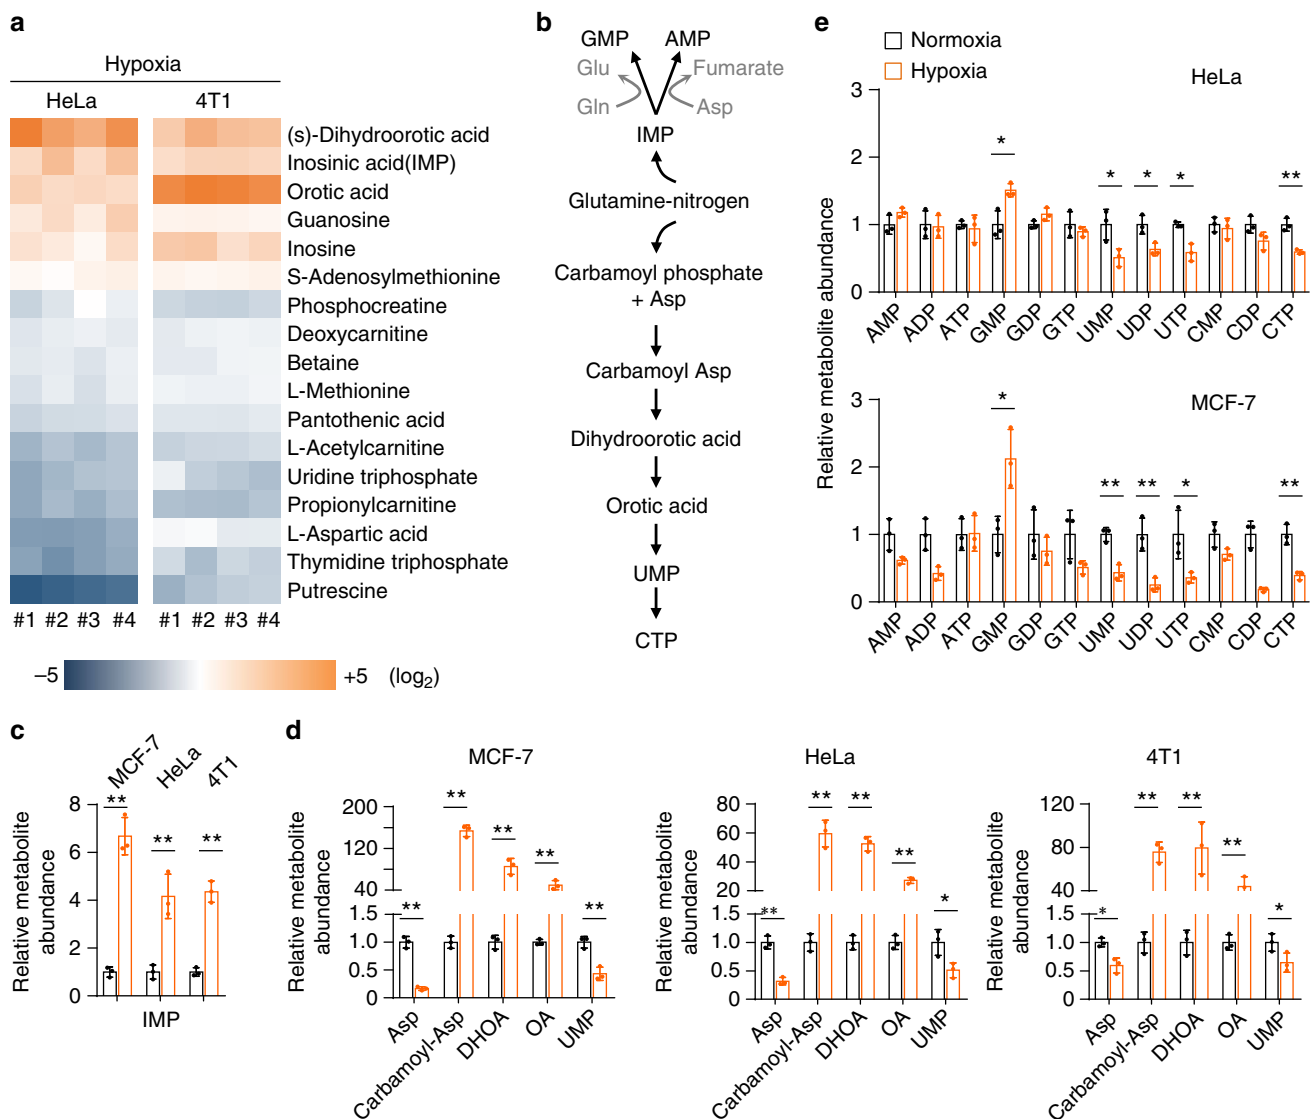 a
Hypoxia
HeLa
4T1
(s)-Dihydroorotic acid
Inosinic acid(IMP)
Orotic acid
Guanosine
Inosine
S-Adenosylmethionine
Phosphocreatine
Deoxycarnitine
Betaine
L-Methionine
Pantothenic acid
L-Acetylcarnitine
Uridine triphosphate
Propionylcarnitine
L-Aspartic acid
Thymidine triphosphate
Putrescine
#1 #2 #3 #4 #1 #2 #3 #4
–5 +5 (log2)
b
GMP AMP
Glu Fumarate
Gln Asp
IMP
Glutamine-nitrogen
Carbamoyl phosphate
+ Asp
Carbamoyl Asp
Dihydroorotic acid
Orotic acid
UMP
CTP
e
Normoxia
Hypoxia
Relative metabolite abundance
HeLa
3
2
1
0
* * * * **
AMP ADP ATP GMP GDP GTP UMP UDP UTP CMP CDP CTP
MCF-7
3
2
1
0
* ** ** * **
AMP ADP ATP GMP GDP GTP UMP UDP UTP CMP CDP CTP
c
MCF-7 HeLa 4T1
Relative metabolite
abundance
8
6
4
2
0
** ** **
IMP
d
MCF-7
Relative metabolite
abundance
200
120
40
1.5
1.0
0.5
0
** ** ** ** **
Asp Carbamoyl-Asp DHOA OA UMP
HeLa
Relative metabolite
abundance
80
60
40
20
1.5
1.0
0.5
0
** ** ** ** *
Asp Carbamoyl-Asp DHOA OA UMP
4T1
Relative metabolite
abundance
120
80
40
1.5
1.0
0.5
0
* ** ** ** *
Asp Carbamoyl-Asp DHOA OA UMP